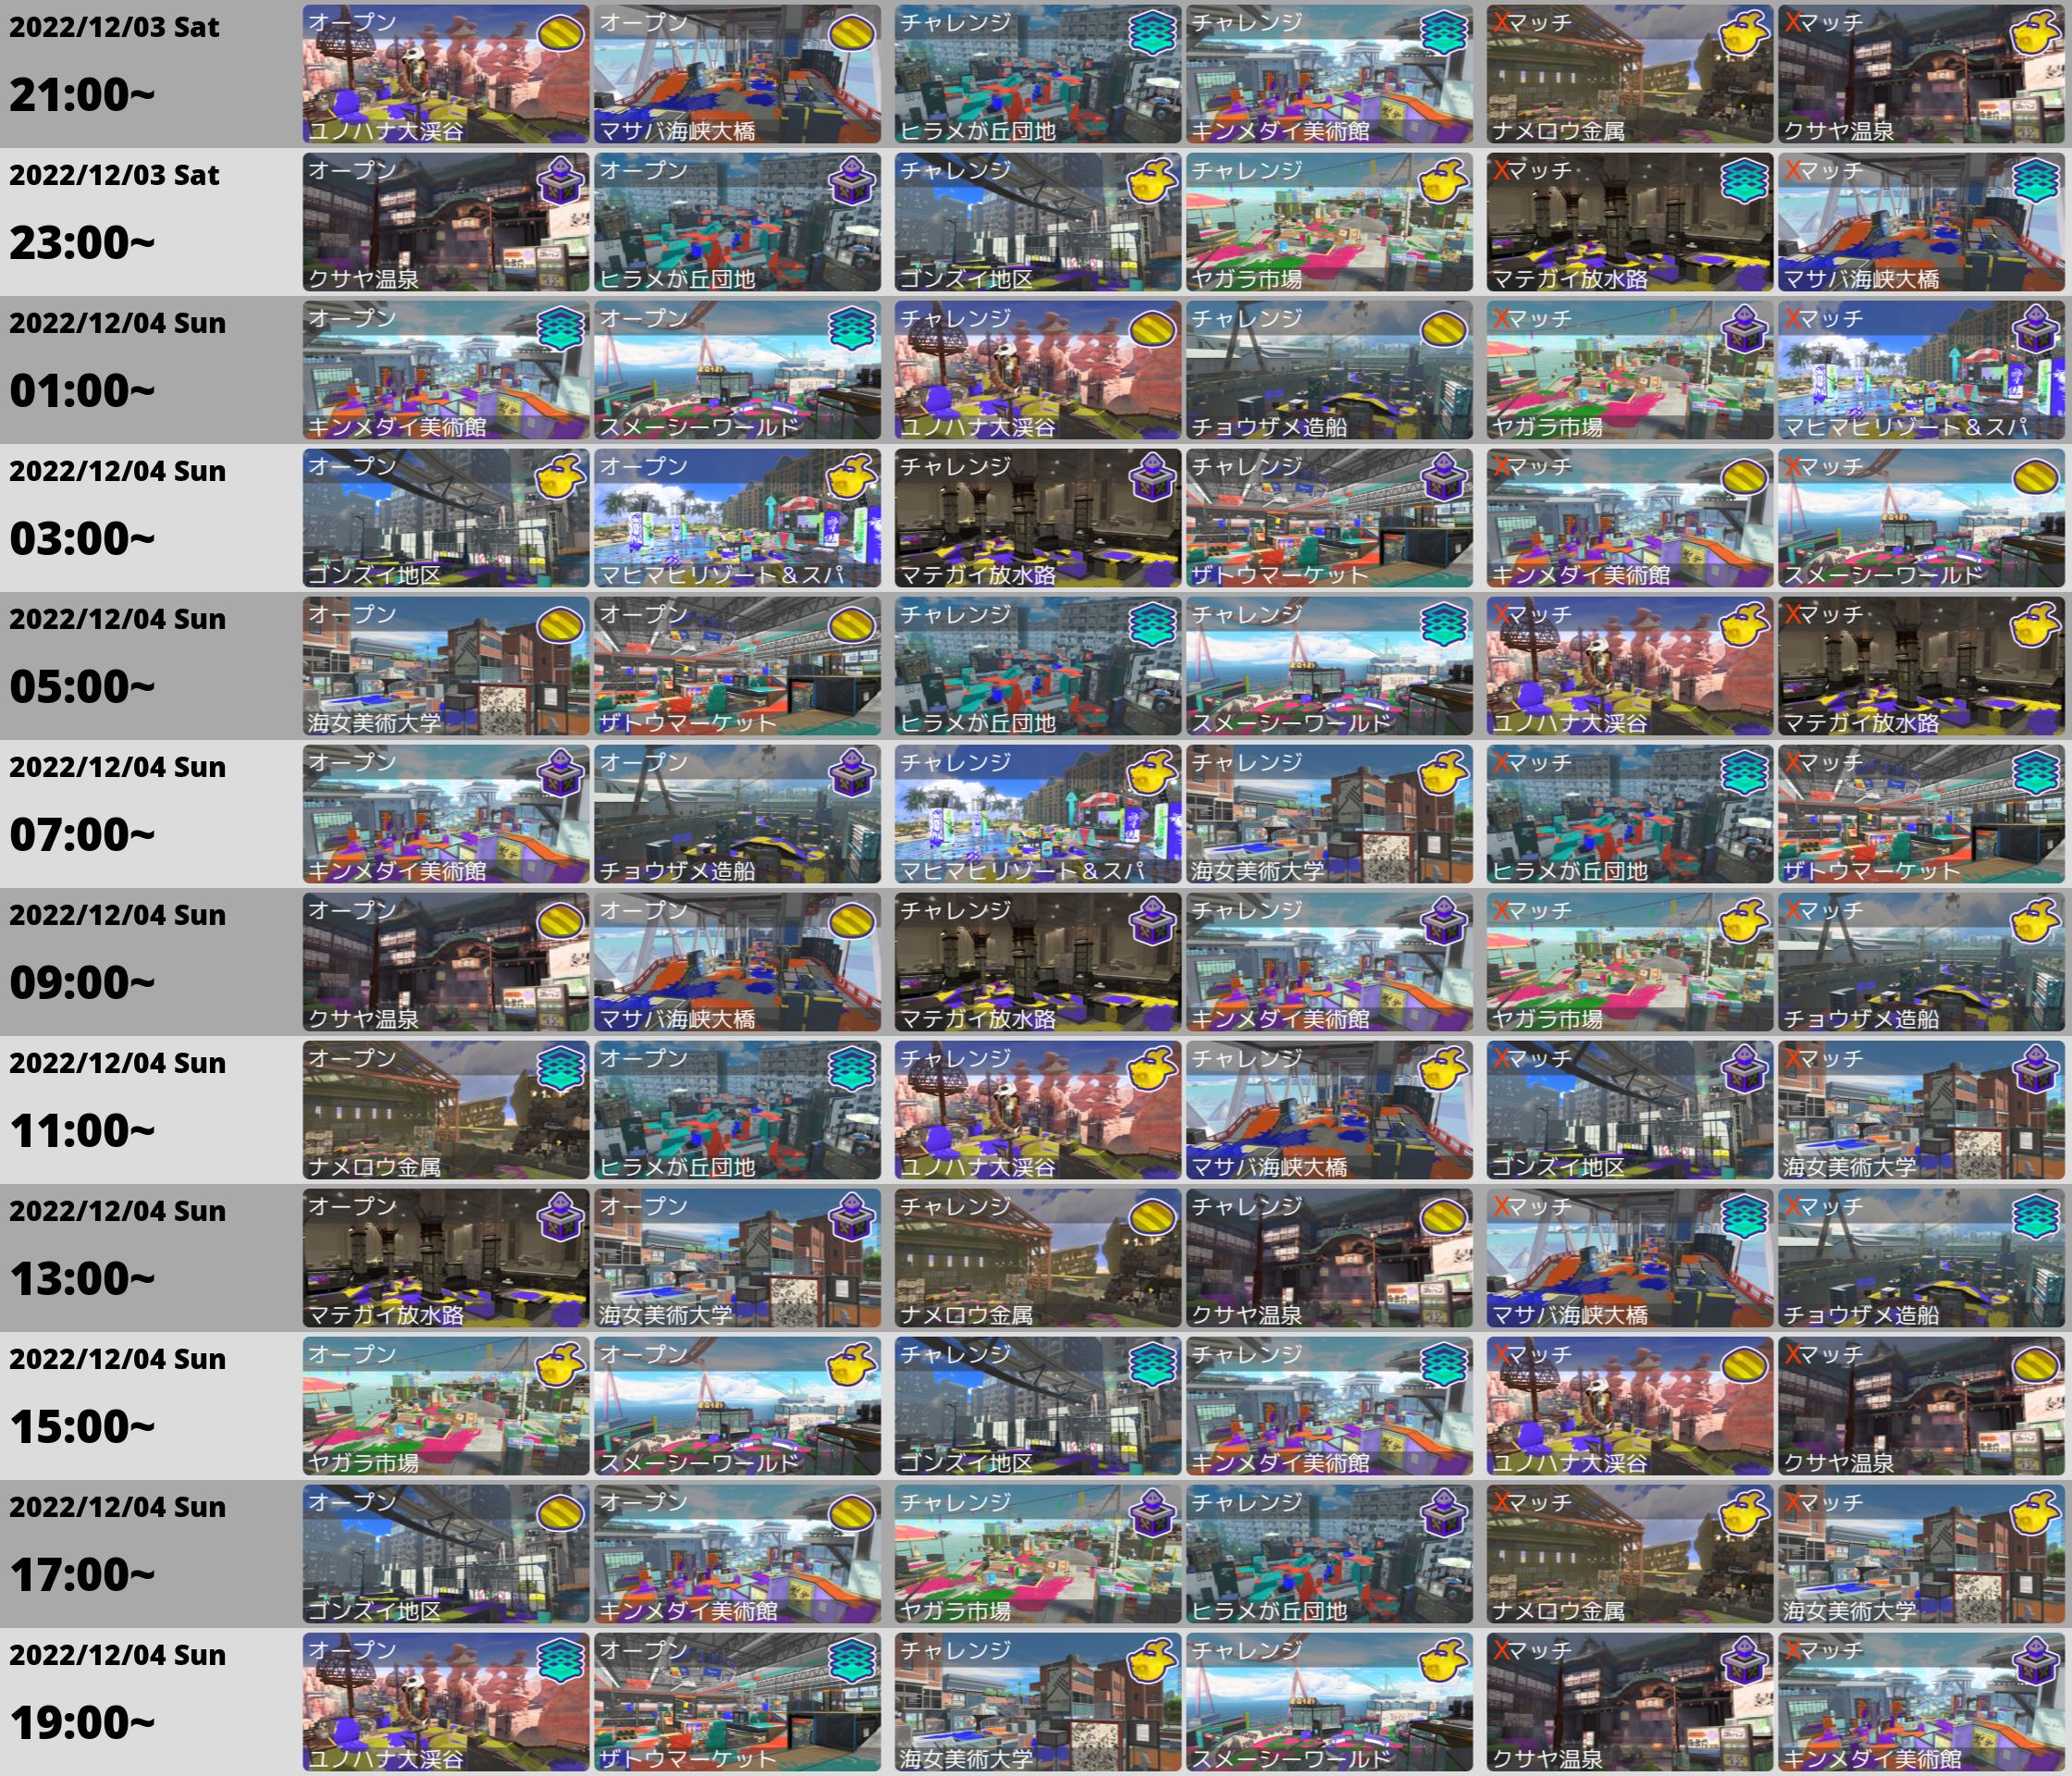 2022/12/03 Sat
21:00~
オープン
ユノハナ大渓谷
オープン
マサバ海峡大橋
チャレンジ
ヒラメが丘団地
チャレンジ
キンメダイ美術館
Xマッチ
ナメロウ金属
Xマッチ
クサヤ温泉
2022/12/03 Sat
23:00~
オープン
クサヤ温泉
オープン
ヒラメが丘団地
チャレンジ
ゴンズイ地区
チャレンジ
ヤガラ市場
Xマッチ
マテガイ放水路
Xマッチ
マサバ海峡大橋
2022/12/04 Sun
01:00~
オープン
キンメダイ美術館
オープン
スメーシーワールド
チャレンジ
ユノハナ大渓谷
チャレンジ
チョウザメ造船
Xマッチ
ヤガラ市場
Xマッチ
マヒマヒリゾート＆スパ
2022/12/04 Sun
03:00~
オープン
ゴンズイ地区
オープン
マヒマヒリゾート＆スパ
チャレンジ
マテガイ放水路
チャレンジ
ザトウマーケット
Xマッチ
キンメダイ美術館
Xマッチ
スメーシーワールド
2022/12/04 Sun
05:00~
オープン
海女美術大学
オープン
ザトウマーケット
チャレンジ
ヒラメが丘団地
チャレンジ
スメーシーワールド
Xマッチ
ユノハナ大渓谷
Xマッチ
マテガイ放水路
2022/12/04 Sun
07:00~
オープン
キンメダイ美術館
オープン
チョウザメ造船
チャレンジ
マヒマヒリゾート＆スパ
チャレンジ
海女美術大学
Xマッチ
ヒラメが丘団地
Xマッチ
ザトウマーケット
2022/12/04 Sun
09:00~
オープン
クサヤ温泉
オープン
マサバ海峡大橋
チャレンジ
マテガイ放水路
チャレンジ
キンメダイ美術館
Xマッチ
ヤガラ市場
Xマッチ
チョウザメ造船
2022/12/04 Sun
11:00~
オープン
ナメロウ金属
オープン
ヒラメが丘団地
チャレンジ
ユノハナ大渓谷
チャレンジ
マサバ海峡大橋
Xマッチ
ゴンズイ地区
Xマッチ
海女美術大学
2022/12/04 Sun
13:00~
オープン
マテガイ放水路
オープン
海女美術大学
チャレンジ
ナメロウ金属
チャレンジ
クサヤ温泉
Xマッチ
マサバ海峡大橋
Xマッチ
チョウザメ造船
2022/12/04 Sun
15:00~
オープン
ヤガラ市場
オープン
スメーシーワールド
チャレンジ
ゴンズイ地区
チャレンジ
キンメダイ美術館
Xマッチ
ユノハナ大渓谷
Xマッチ
クサヤ温泉
2022/12/04 Sun
17:00~
オープン
ゴンズイ地区
オープン
キンメダイ美術館
チャレンジ
ヤガラ市場
チャレンジ
ヒラメが丘団地
Xマッチ
ナメロウ金属
Xマッチ
海女美術大学
2022/12/04 Sun
19:00~
オープン
ユノハナ大渓谷
オープン
ザトウマーケット
チャレンジ
海女美術大学
チャレンジ
スメーシーワールド
Xマッチ
クサヤ温泉
Xマッチ
キンメダイ美術館